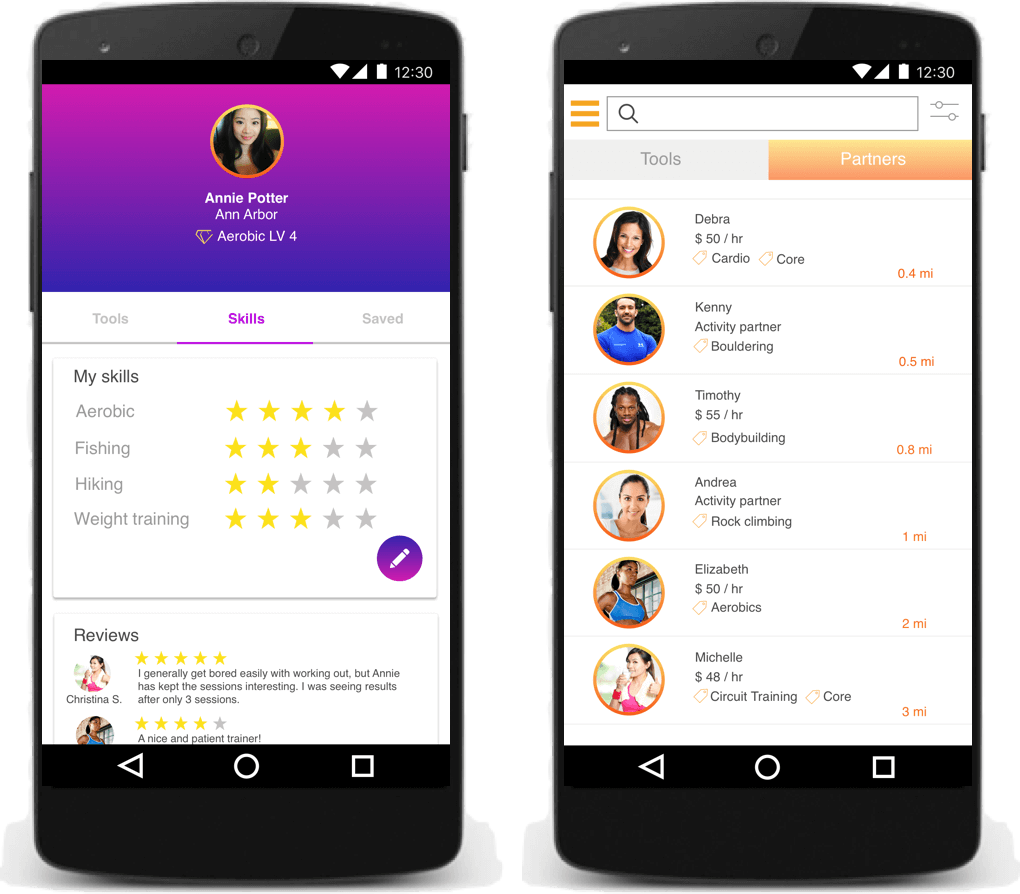 12:30
Annie Potter
Ann Arbor
Aerobic LV 4
Tools
Skills
Saved
My skills
Aerobic
Fishing
Hiking
Weight training
Reviews
I generally get bored easily with working out, but Annie
has kept the sessions interesting. I was seeing results
after only 3 sessions.
Christina S.
A nice and patient trainer!
12:30
Tools
Partners
Debra
$ 50 / hr
Cardio Core
0.4 mi
Kenny
Activity partner
Bouldering
0.5 mi
Timothy
$ 55 / hr
Bodybuilding
0.8 mi
Andrea
Activity partner
Rock climbing
1 mi
Elizabeth
$ 50 / hr
Aerobics
2 mi
Michelle
$ 48 / hr
Circuit Training Core
3 mi